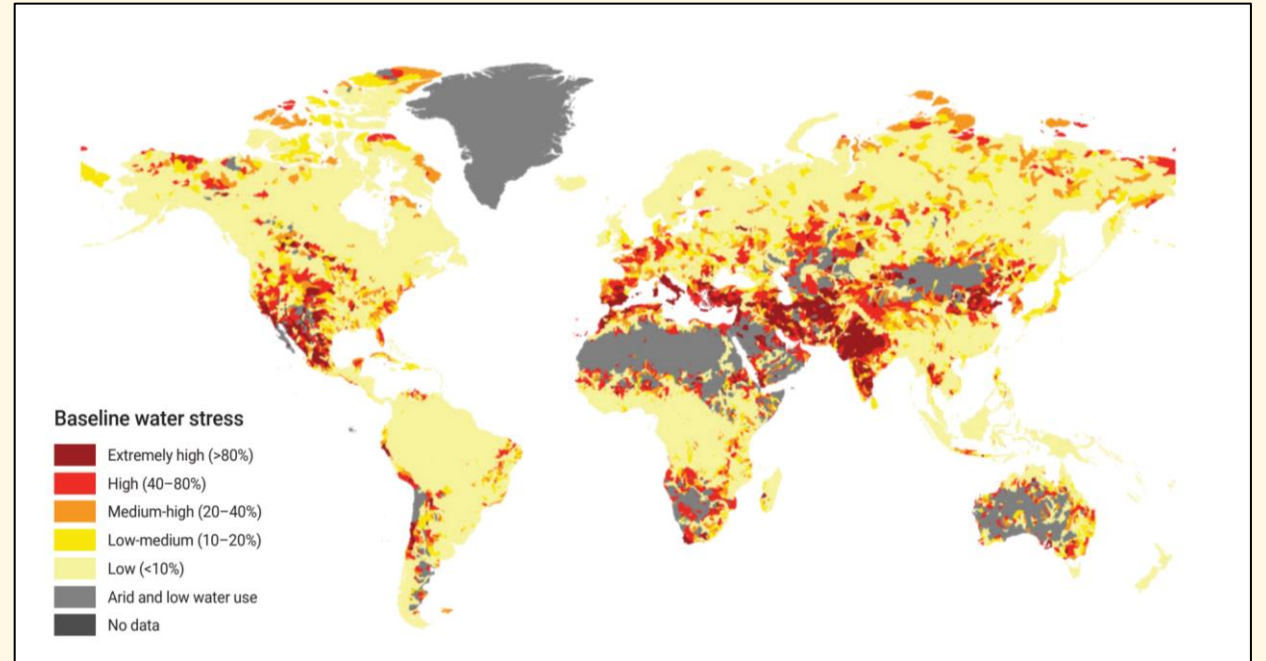 Baseline water stress
Extremely high (>80%)
High (40–80%)
Medium-high (20–40%)
Low-medium (10–20%)
Low (<10%)
Arid and low water use
No data